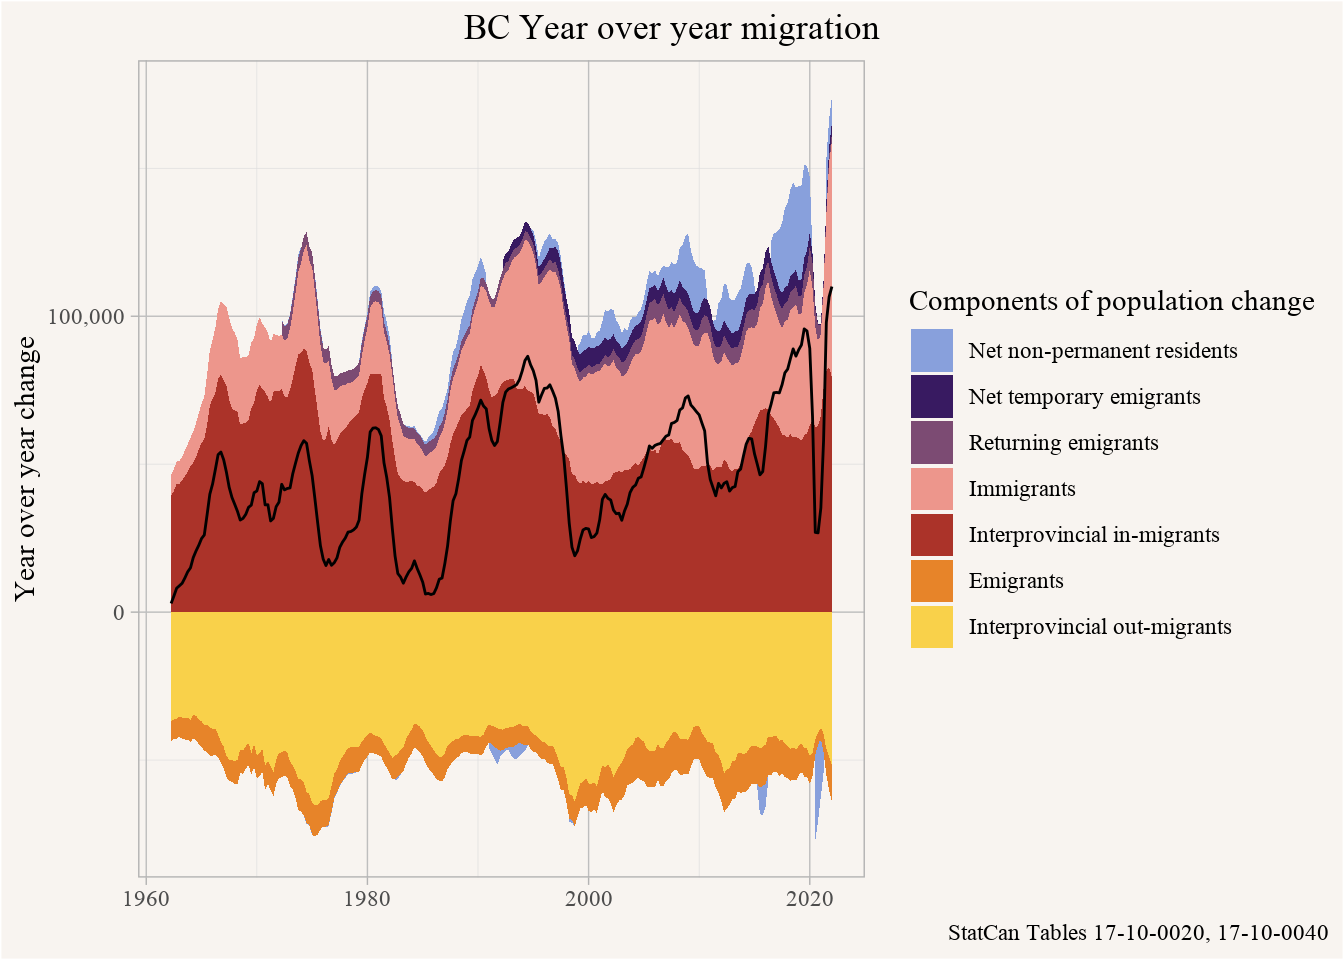 BC Year over year migration
Year over year change
100,000
0
1960
1980
2000
2020
Components of population change
Net non-permanent residents
Net temporary emigrants
Returning emigrants
Immigrants
Interprovincial in-migrants
Emigrants
Interprovincial out-migrants
StatCan Tables 17-10-0020, 17-10-0040